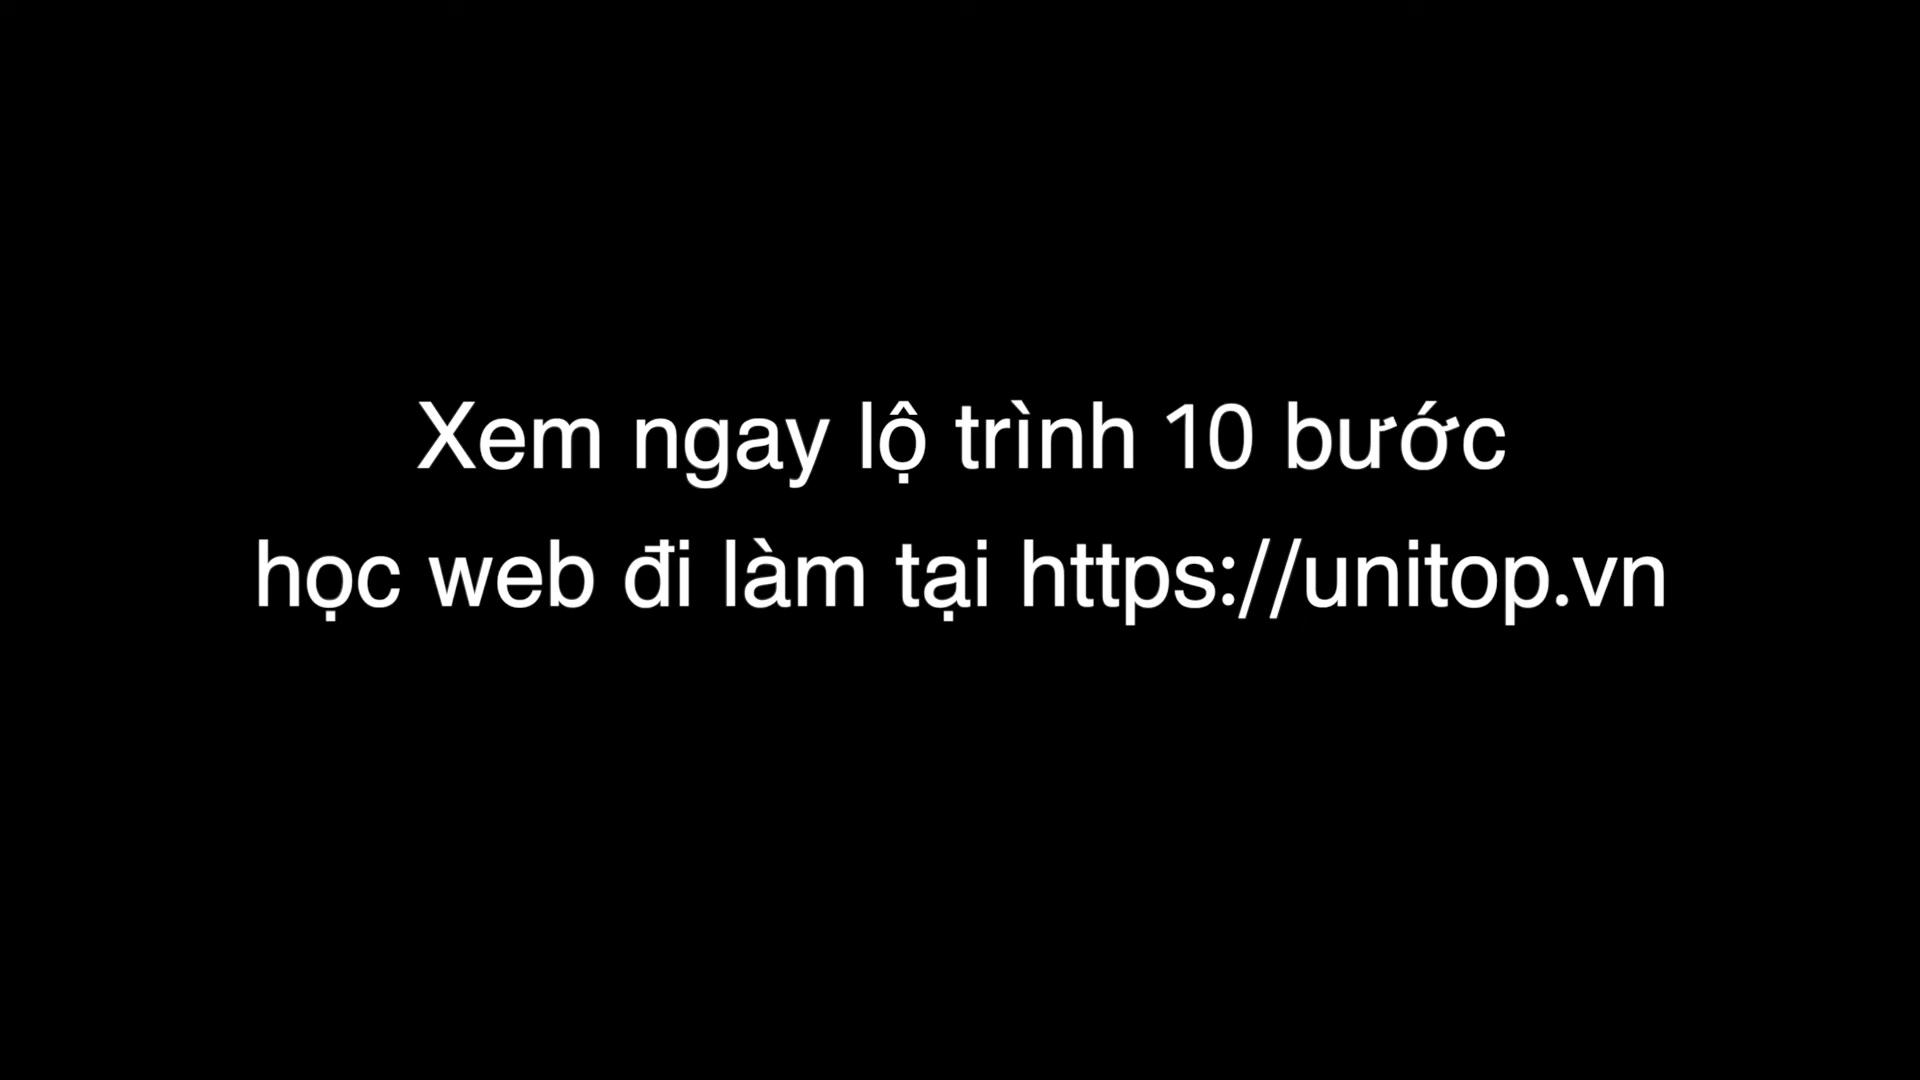 Xem ngay lộ trình 10 bước
học web đi làm tại https://unitop.vn